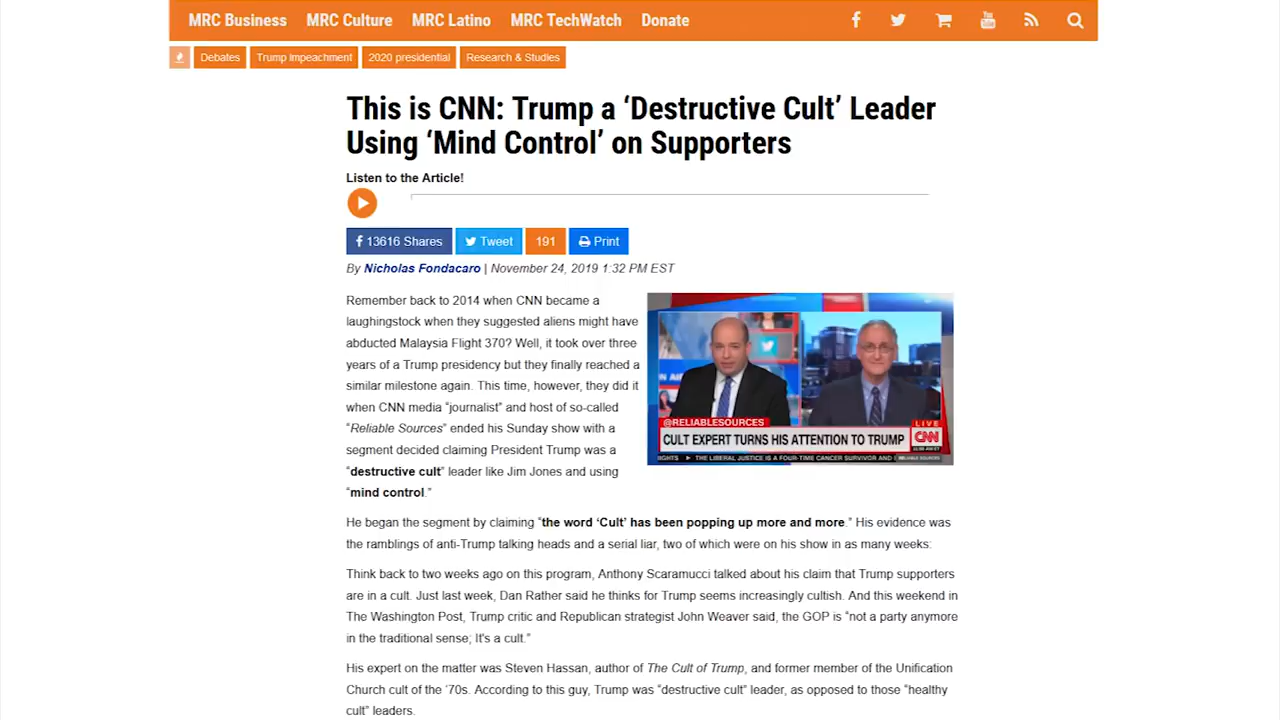 MRC Business MRC Culture MRC Latino MRC TechWatch Donate
Debates Trump Impeachment 2020 presidential Research & Studies
This is CNN: Trump a ‘Destructive Cult’ Leader
Using ‘Mind Control’ on Supporters
Listen to the Article!
13616 Shares Tweet 191 Print
By Nicholas Fondacaro | November 24, 2019 1:32 PM EST
Remember back to 2014 when CNN became a
laughingstock when they suggested aliens might have
abducted Malaysia Flight 370? Well, it took over three
years of a Trump presidency but they finally reached a
similar milestone again. This time, however, they did it
when CNN media “journalist” and host of so-called
“Reliable Sources” ended his Sunday show with a
segment decided claiming President Trump was a
“destructive cult” leader like Jim Jones and using
“mind control.”
@RELIABLESOURCES
LIVE
CULT EXPERT TURNS HIS ATTENTION TO TRUMP
CNN
IGHTS ► THE LIBERAL JUSTICE IS A FOUR-TIME CANCER SURVIVOR AND RELIABLE SOURCES
He began the segment by claiming “the word ‘Cult’ has been popping up more and more.” His evidence was
the ramblings of anti-Trump talking heads and a serial liar, two of which were on his show in as many weeks:
Think back to two weeks ago on this program, Anthony Scaramucci talked about his claim that Trump supporters
are in a cult. Just last week, Dan Rather said he thinks for Trump seems increasingly cultish. And this weekend in
The Washington Post, Trump critic and Republican strategist John Weaver said, the GOP is “not a party anymore
in the traditional sense; It's a cult.”
His expert on the matter was Steven Hassan, author of The Cult of Trump, and former member of the Unification
Church cult of the ’70s. According to this guy, Trump was “destructive cult” leader, as opposed to those “healthy
cult” leaders.